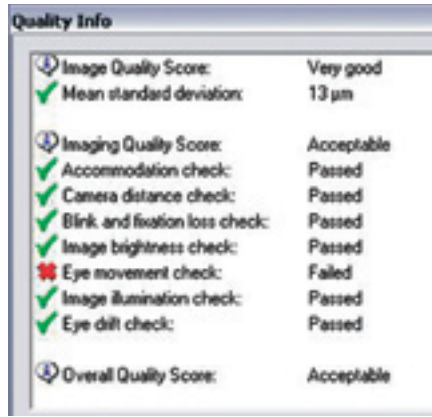 Quality Info
Image Quality Score: Very good
Mean standard deviation: 13 µm
Imaging Quality Score: Acceptable
Accommodation check: Passed
Camera distance check: Passed
Blink and fixation loss check: Passed
Image brightness check: Passed
Eye movement check: Failed
Image illumination check: Passed
Eye drift check: Passed
Overall Quality Score: Acceptable